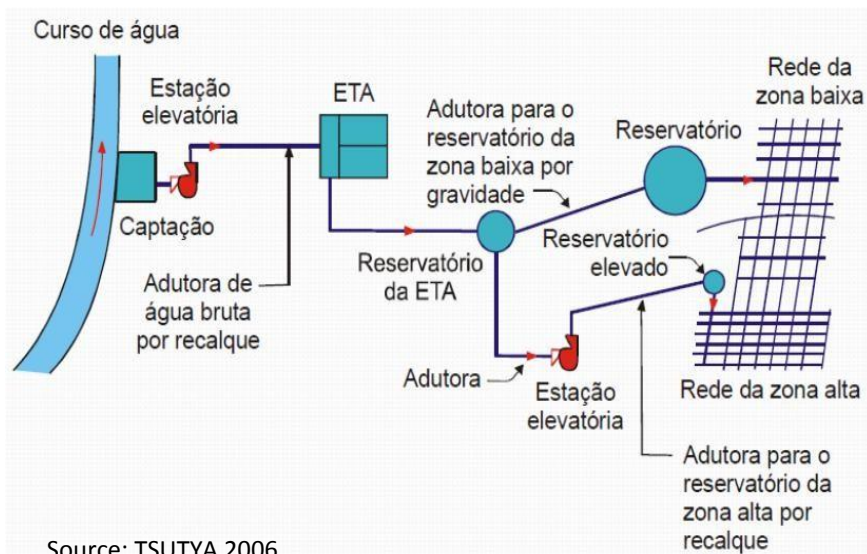 Curso de água
Estação
elevatória
ETA
Adutora para o
reservatório da
zona baixa por
gravidade
Reservatório
Rede da
zona baixa
Captação
Adutora de
água bruta
por recalque
Reservatório
da ETA
Reservatório
elevado
Adutora
Estação
elevatória
Rede da zona alta
Adutora para o
reservatório da
zona alta por
recalque
Source: TSUTYA 2006